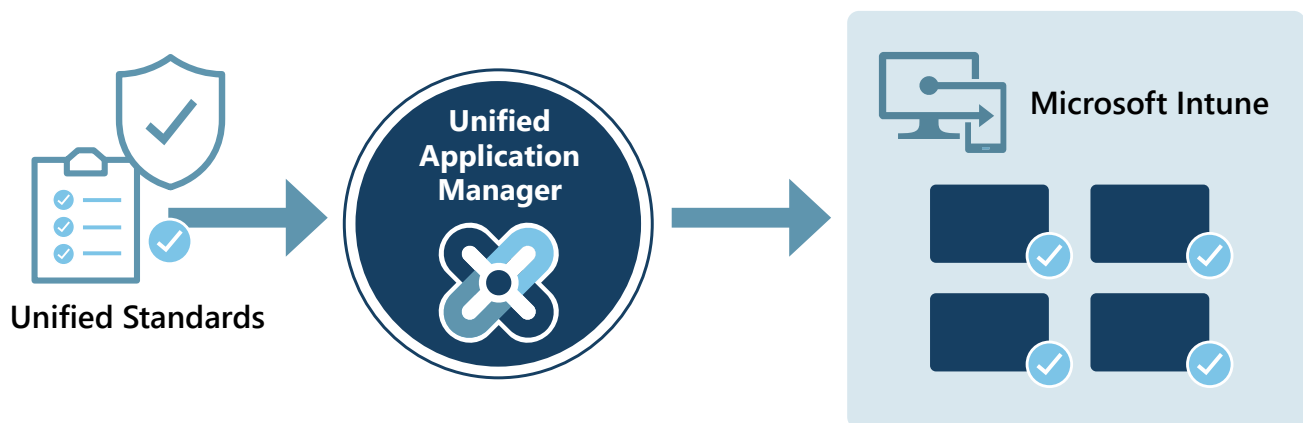 Unified Standards
Unified
Application
Manager
Microsoft Intune